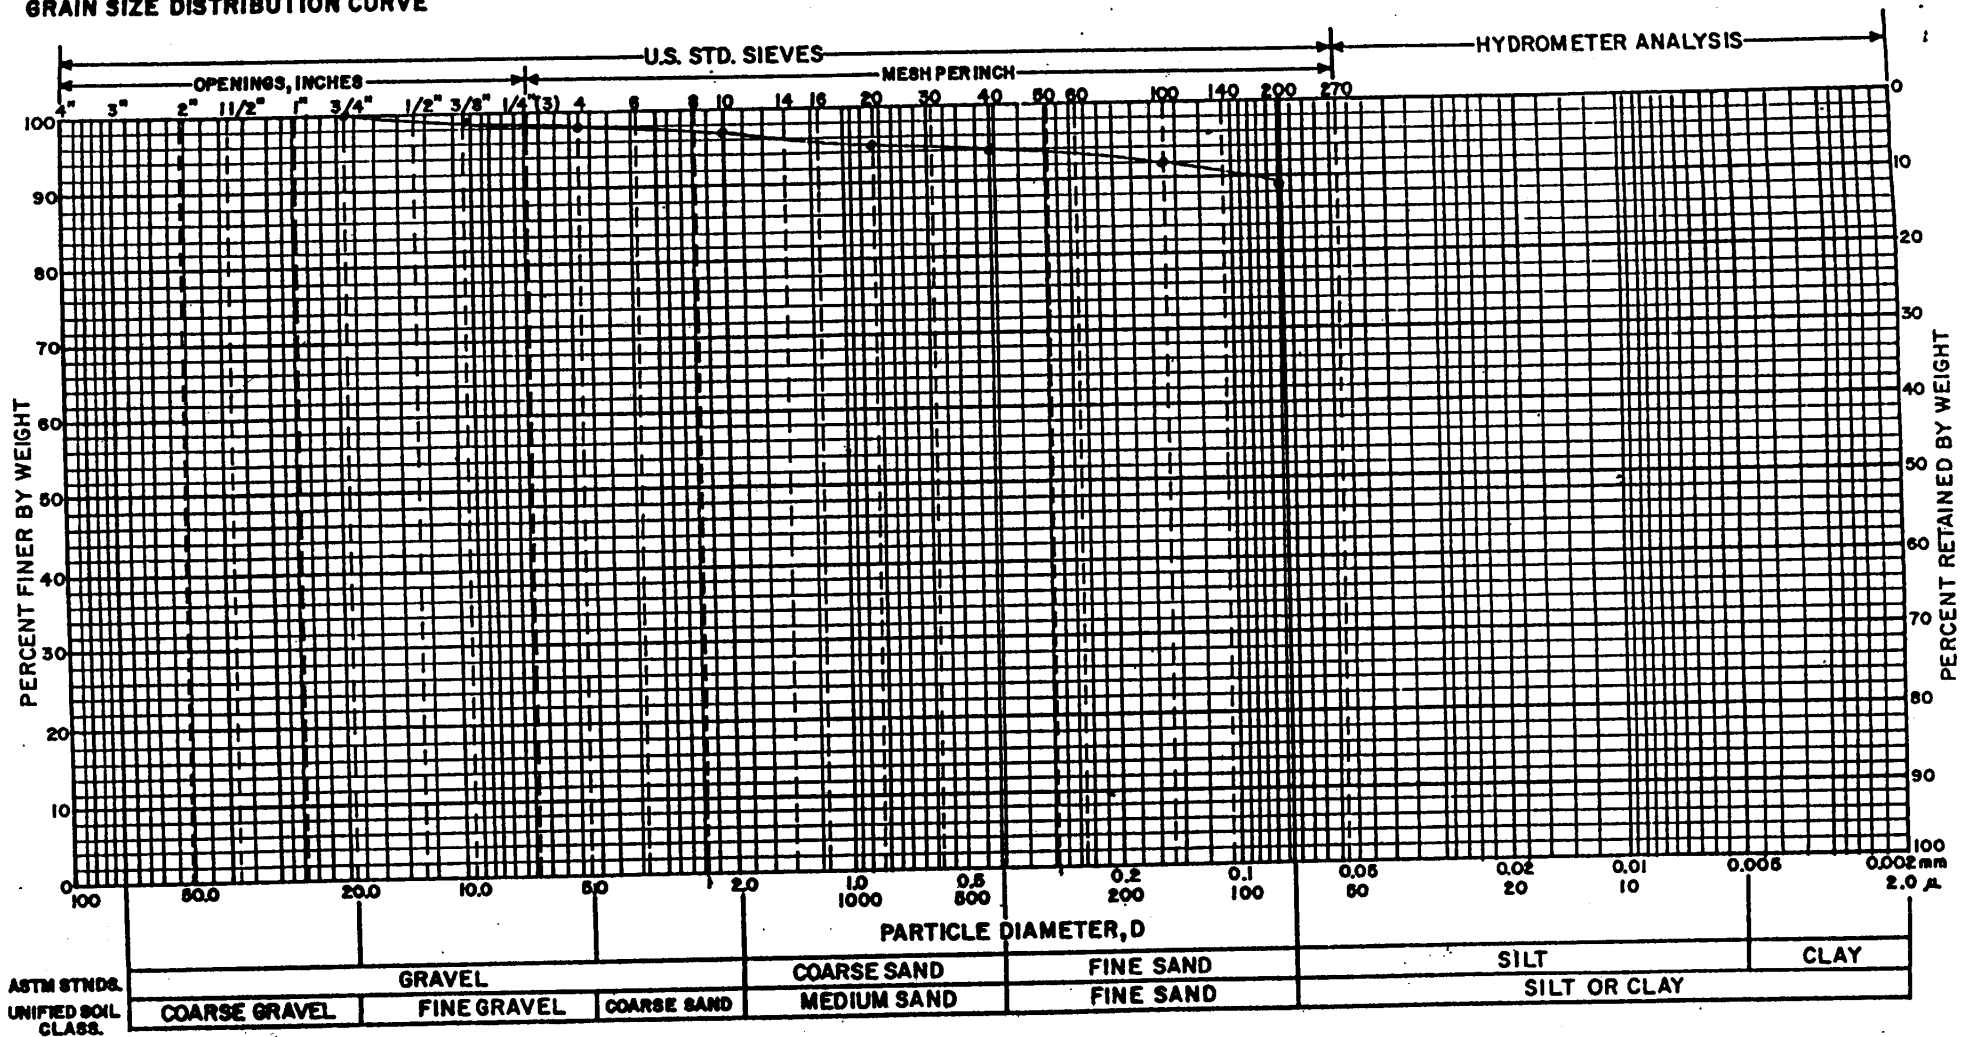 GRAIN SIZE DISTRIBUTION CURVE
U.S. STD. SIEVES HYDROMETER ANALYSIS
OPENINGS, INCHES MESH PER INCH
4" 3" 2" 1 1/2" 1" 3/4" 1/2" 3/8" 1/4"(3) 4 6 8 10 14 16 20 30 40 50 60 100 140 200 270
100 0
90 10
80 20
70 30
60 40
50 50
40 60
30 70
20 80
10 90
0 100
PERCENT FINER BY WEIGHT
PERCENT RETAINED BY WEIGHT
100 50.0 20.0 10.0 5.0 2.0 1.0 0.5 0.2 0.1 0.05 0.02 0.01 0.005 0.002 mm
1000 500 200 100 50 20 10 2.0 μ
PARTICLE DIAMETER, D
ASTM STNDS. GRAVEL COARSE SAND FINE SAND SILT CLAY
UNIFIED SOIL CLASS. COARSE GRAVEL FINE GRAVEL COARSE SAND MEDIUM SAND FINE SAND SILT OR CLAY